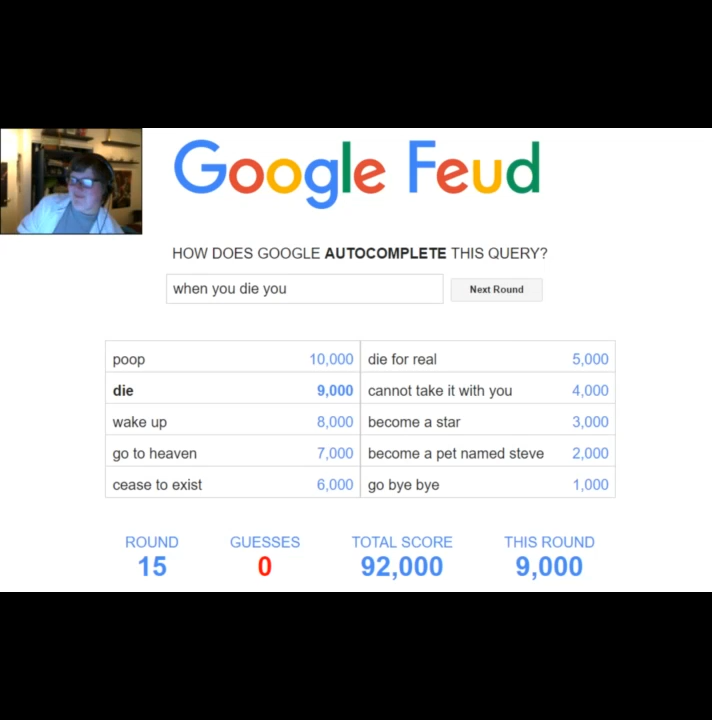 Google Feud
HOW DOES GOOGLE AUTOCOMPLETE THIS QUERY?
when you die you
Next Round
poop 10,000 die for real 5,000
die 9,000 cannot take it with you 4,000
wake up 8,000 become a star 3,000
go to heaven 7,000 become a pet named steve 2,000
cease to exist 6,000 go bye bye 1,000
ROUND GUESSES TOTAL SCORE THIS ROUND
15 0 92,000 9,000